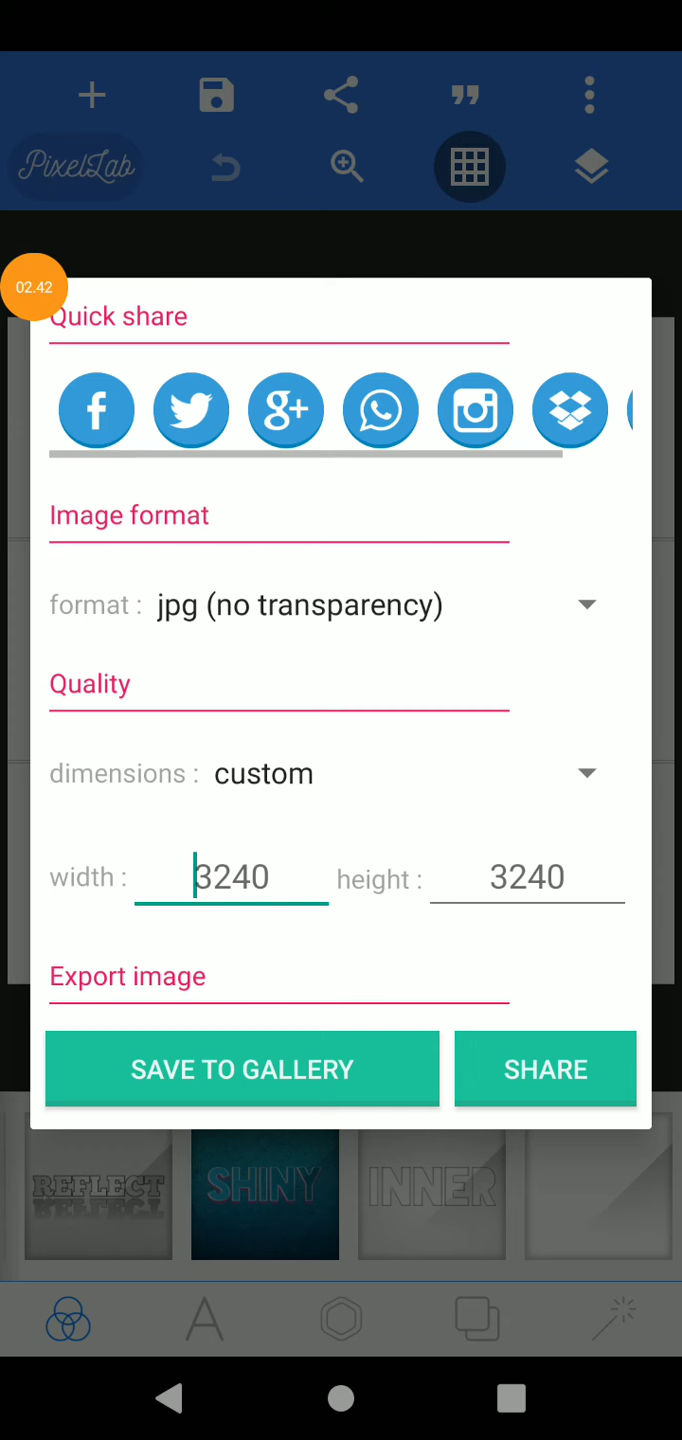 PixelLab
02.42
Quick share
Image format
format : jpg (no transparency)
Quality
dimensions : custom
width : 3240 height : 3240
Export image
SAVE TO GALLERY SHARE
REFLECT SHINY INNER